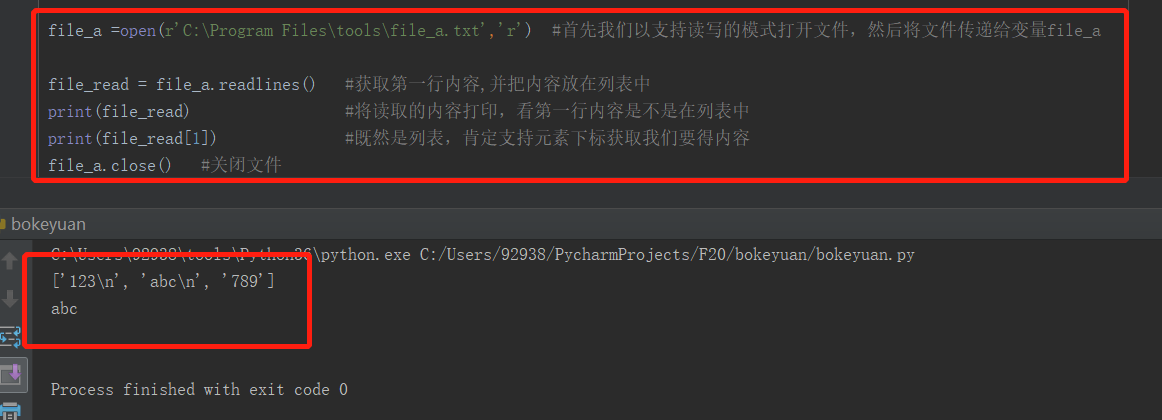 file_a =open(r'C:\Program Files\tools\file_a.txt','r')  #首先我们以支持读写的模式打开文件，然后将文件传递给变量file_a
file_read = file_a.readlines()   #获取第一行内容,并把内容放在列表中
print(file_read)                 #将读取的内容打印，看第一行内容是不是在列表中
print(file_read[1])              #既然是列表，肯定支持元素下标获取我们要得内容
file_a.close()   #关闭文件
bokeyuan
C:\Users\92938\tools\Python36\python.exe C:/Users/92938/PycharmProjects/F20/bokeyuan/bokeyuan.py
['123\n', 'abc\n', '789']
abc
Process finished with exit code 0